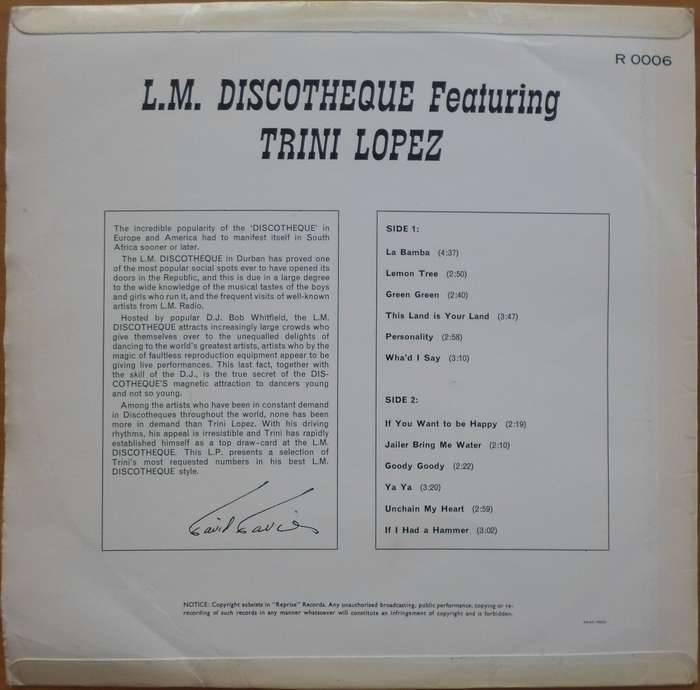 R 0006
L.M. DISCOTHEQUE Featuring
TRINI LOPEZ
The incredible popularity of the 'DISCOTHEQUE' in
Europe and America had to manifest itself in South
Africa sooner or later.
The L.M. DISCOTHEQUE in Durban has proved one
of the most popular social spots ever to have opened its
doors in the Republic, and this is due in a large degree
to the wide knowledge of the musical tastes of the boys
and girls who run it, and the frequent visits of well-known
artists from L.M. Radio.
Hosted by popular D.J. Bob Whitfield, the L.M.
DISCOTHEQUE attracts increasingly large crowds who
give themselves over to the unequalled delights of
dancing to the world's greatest artists, artists who by the
magic of faultless reproduction equipment appear to be
giving live performances. This last fact, together with
the skill of the D.J., is the true secret of the DIS-
COTHEQUE'S magnetic attraction to dancers young
and not so young.
Among the artists who have been in constant demand
in Discotheques throughout the world, none has been
more in demand than Trini Lopez. With his driving
rhythms, his appeal is irresistible and Trini has rapidly
established himself as a top draw-card at the L.M.
DISCOTHEQUE. This L.P. presents a selection of
Trini's most requested numbers in his best L.M.
DISCOTHEQUE style.
David Davies
SIDE 1:
La Bamba (4:37)
Lemon Tree (2:50)
Green Green (2:40)
This Land is Your Land (3:47)
Personality (2:58)
Wha'd I Say (3:10)
SIDE 2:
If You Want to be Happy (2:19)
Jailer Bring Me Water (2:10)
Goody Goody (2:22)
Ya Ya (3:20)
Unchain My Heart (2:59)
If I Had a Hammer (3:02)
NOTICE: Copyright subsists in "Reprise" Records. Any unauthorised broadcasting, public performance, copying or re-
recording of such records in any manner whatsoever will constitute an infringement of copyright and is forbidden.